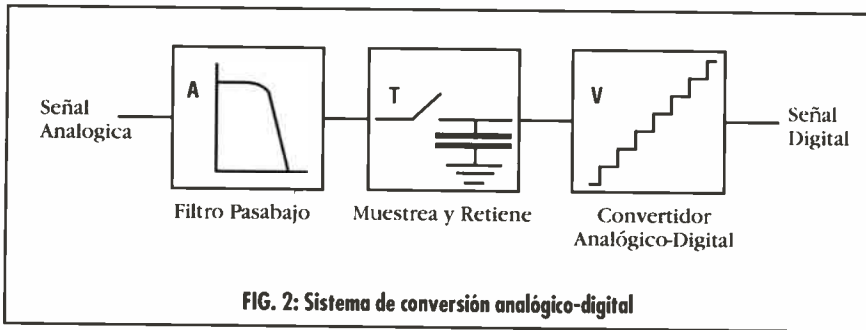 Señal
Analogica
A
T
V
Señal
Digital
Filtro Pasabajo
Muestrea y Retiene
Convertidor
Analógico-Digital
FIG. 2: Sistema de conversión analógico-digital